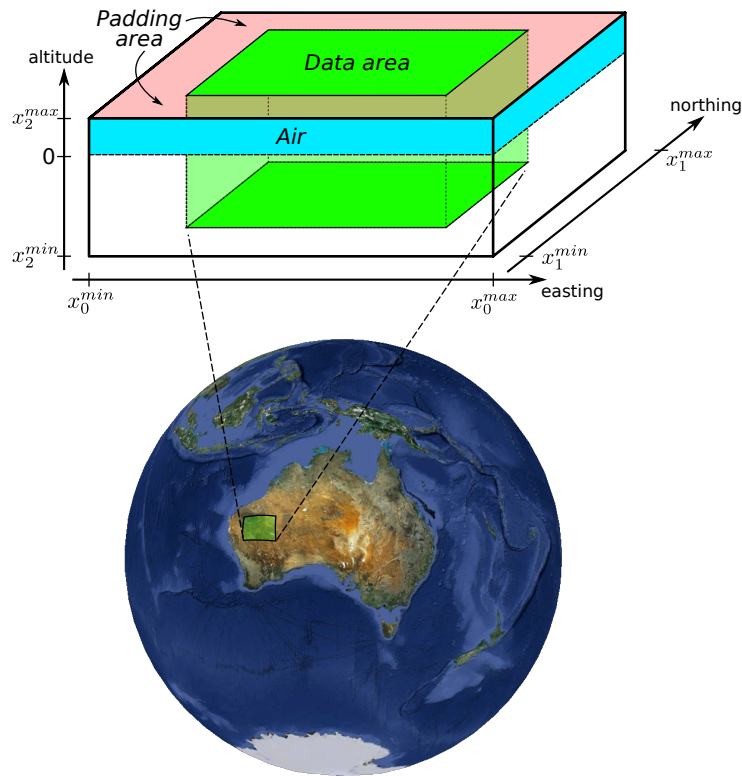 Padding
area
altitude
Data area
northing
x_2^{max}
Air
0
x_1^{max}
x_2^{min}
x_1^{min}
x_0^{min}
x_0^{max}
easting